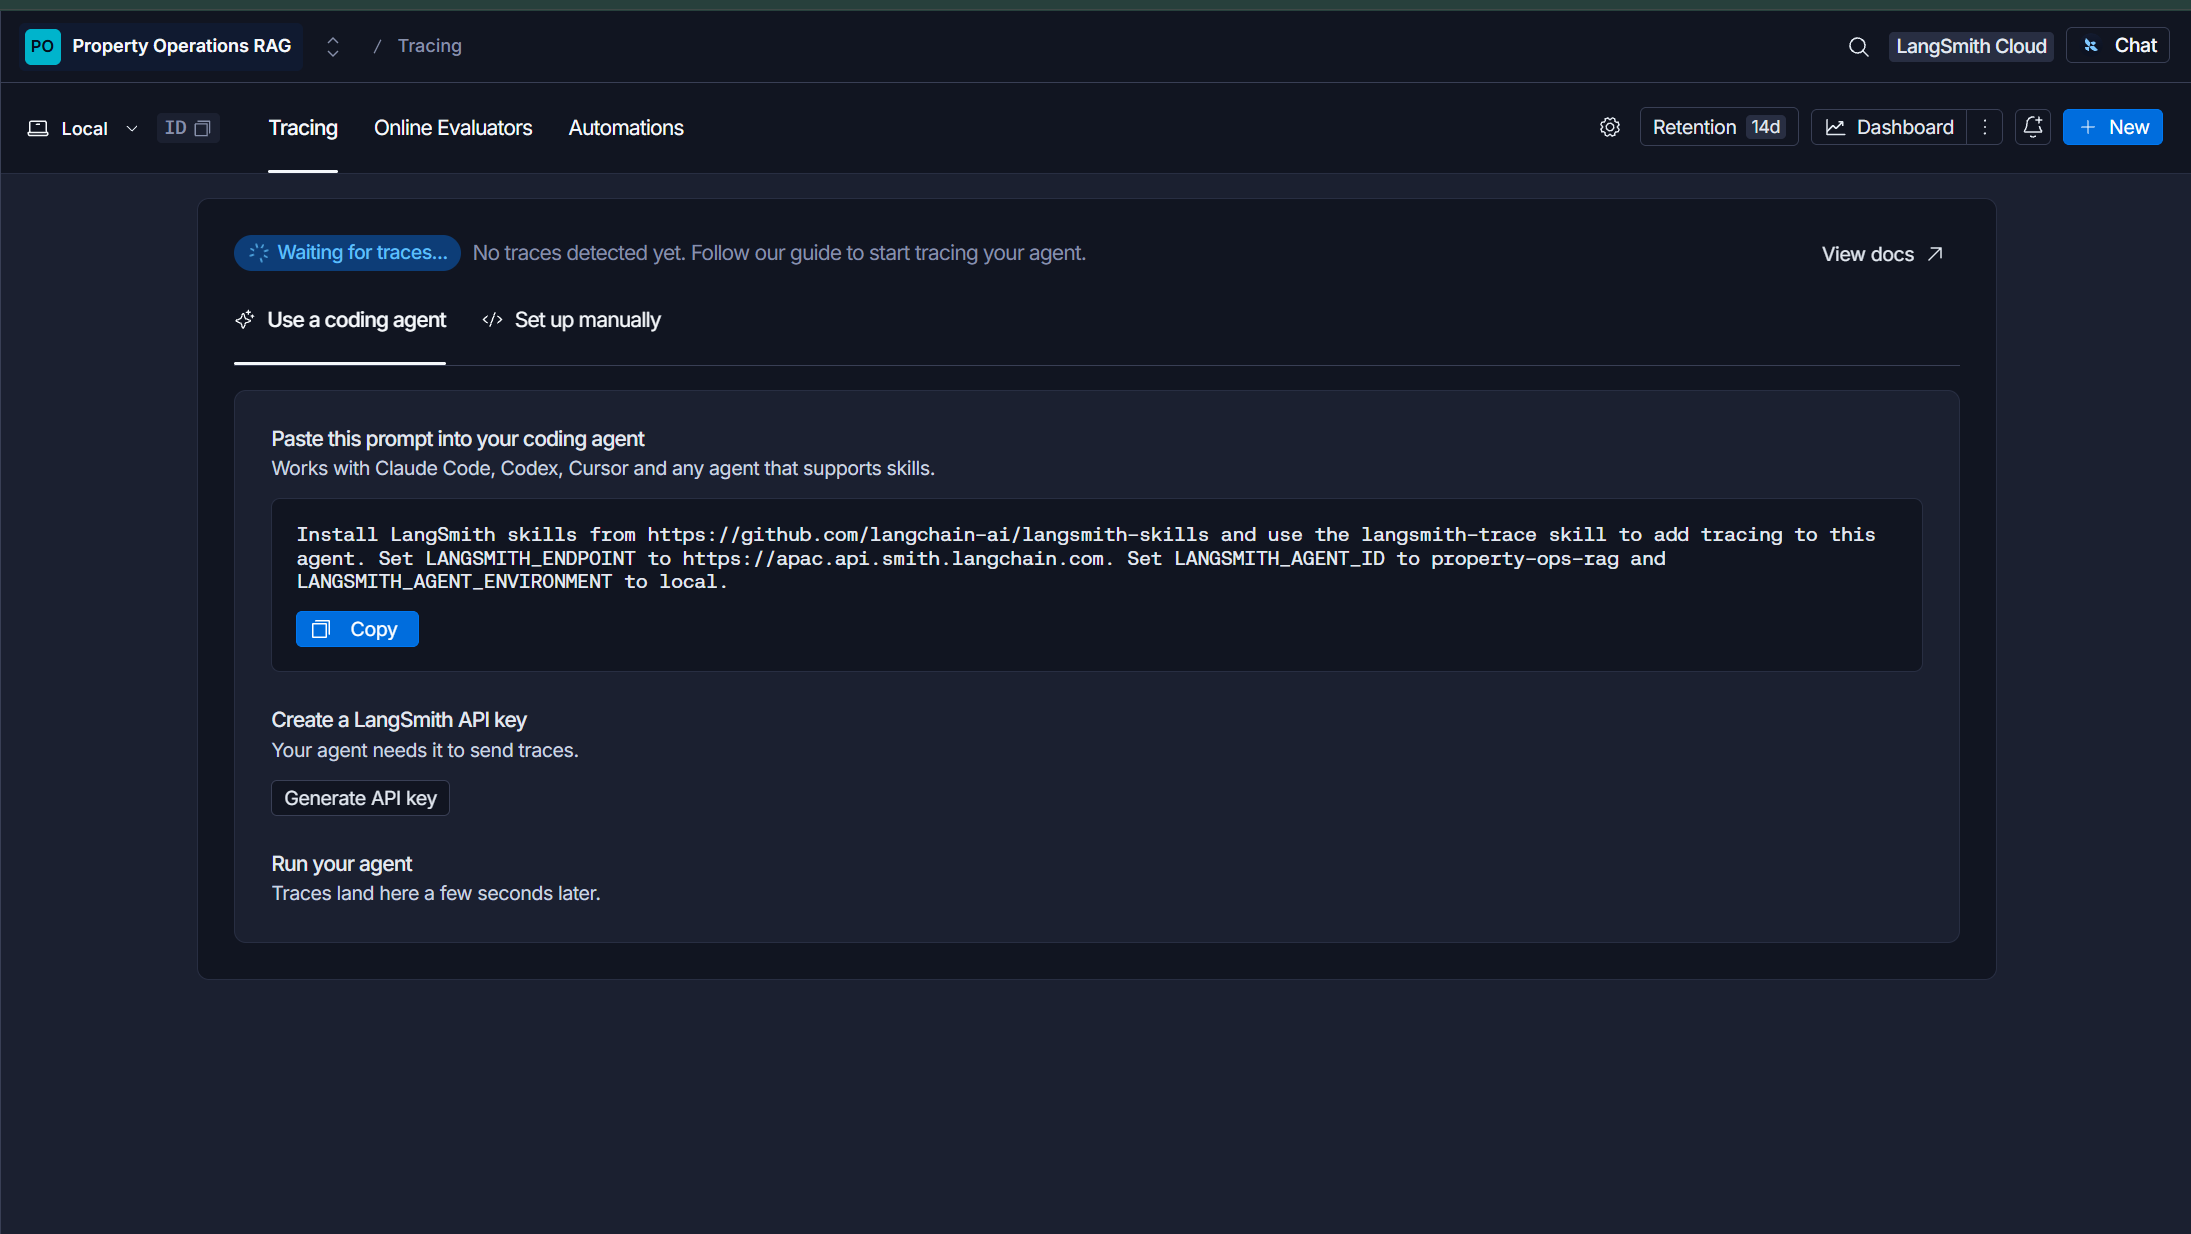 PO Property Operations RAG / Tracing LangSmith Cloud Chat
Local ID Tracing Online Evaluators Automations Retention 14d Dashboard New
Waiting for traces... No traces detected yet. Follow our guide to start tracing your agent. View docs
Use a coding agent Set up manually
Paste this prompt into your coding agent
Works with Claude Code, Codex, Cursor and any agent that supports skills.
Install LangSmith skills from https://github.com/langchain-ai/langsmith-skills and use the langsmith-trace skill to add tracing to this
agent. Set LANGSMITH_ENDPOINT to https://apac.api.smith.langchain.com. Set LANGSMITH_AGENT_ID to property-ops-rag and
LANGSMITH_AGENT_ENVIRONMENT to local.
Copy
Create a LangSmith API key
Your agent needs it to send traces.
Generate API key
Run your agent
Traces land here a few seconds later.